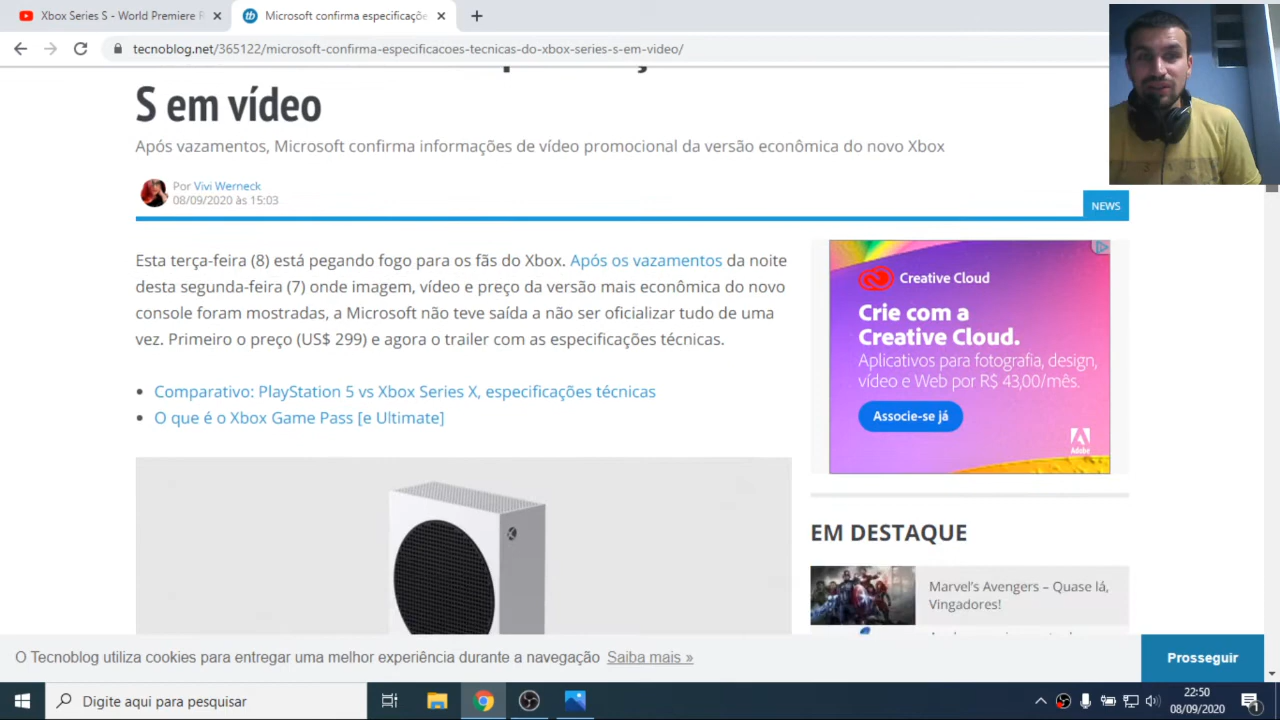 Xbox Series S - World Premiere R
Microsoft confirma especificaçõe
tecnoblog.net/365122/microsoft-confirma-especificacoes-tecnicas-do-xbox-series-s-em-video/
S em vídeo
Após vazamentos, Microsoft confirma informações de vídeo promocional da versão econômica do novo Xbox
Por Vivi Werneck
08/09/2020 às 15:03
NEWS
Esta terça-feira (8) está pegando fogo para os fãs do Xbox. Após os vazamentos da noite
desta segunda-feira (7) onde imagem, vídeo e preço da versão mais econômica do novo
console foram mostradas, a Microsoft não teve saída a não ser oficializar tudo de uma
vez. Primeiro o preço (US$ 299) e agora o trailer com as especificações técnicas.
Comparativo: PlayStation 5 vs Xbox Series X, especificações técnicas
O que é o Xbox Game Pass [e Ultimate]
Creative Cloud
Crie com a
Creative Cloud.
Aplicativos para fotografia, design,
vídeo e Web por R$ 43,00/mês.
Associe-se já
Adobe
EM DESTAQUE
Marvel's Avengers – Quase lá,
Vingadores!
O Tecnoblog utiliza cookies para entregar uma melhor experiência durante a navegação Saiba mais »
Prosseguir
Digite aqui para pesquisar
22:50
08/09/2020
1